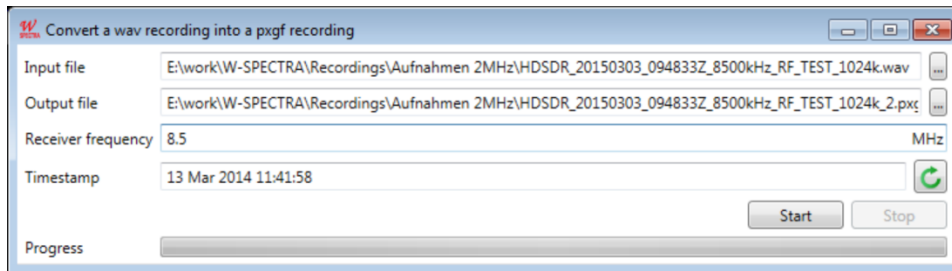 W SPECTRA Convert a wav recording into a pxgf recording
Input file E:\work\W-SPECTRA\Recordings\Aufnahmen 2MHz\HDSDR_20150303_094833Z_8500kHz_RF_TEST_1024k.wav ...
Output file E:\work\W-SPECTRA\Recordings\Aufnahmen 2MHz\HDSDR_20150303_094833Z_8500kHz_RF_TEST_1024k_2.pxg ...
Receiver frequency 8.5 MHz
Timestamp 13 Mar 2014 11:41:58
Start Stop
Progress